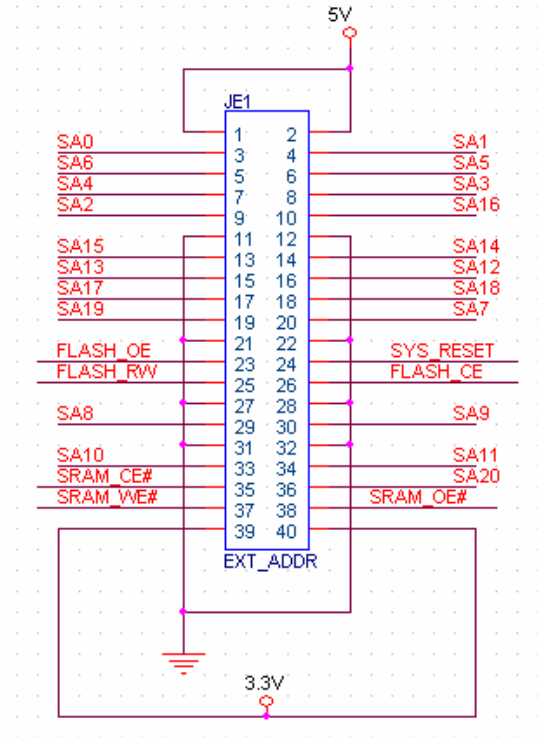 5V
JE1
1 2
SA0 3 4 SA1
SA6 5 6 SA5
SA4 7 8 SA3
SA2 9 10 SA16
11 12
SA15 13 14 SA14
SA13 15 16 SA12
SA17 17 18 SA18
SA19 19 20 SA7
21 22
FLASH_OE 23 24 SYS_RESET
FLASH_RW 25 26 FLASH_CE
27 28
SA8 29 30 SA9
31 32
SA10 33 34 SA11
SRAM_CE# 35 36 SA20
SRAM_WE# 37 38 SRAM_OE#
39 40
EXT_ADDR
3.3V